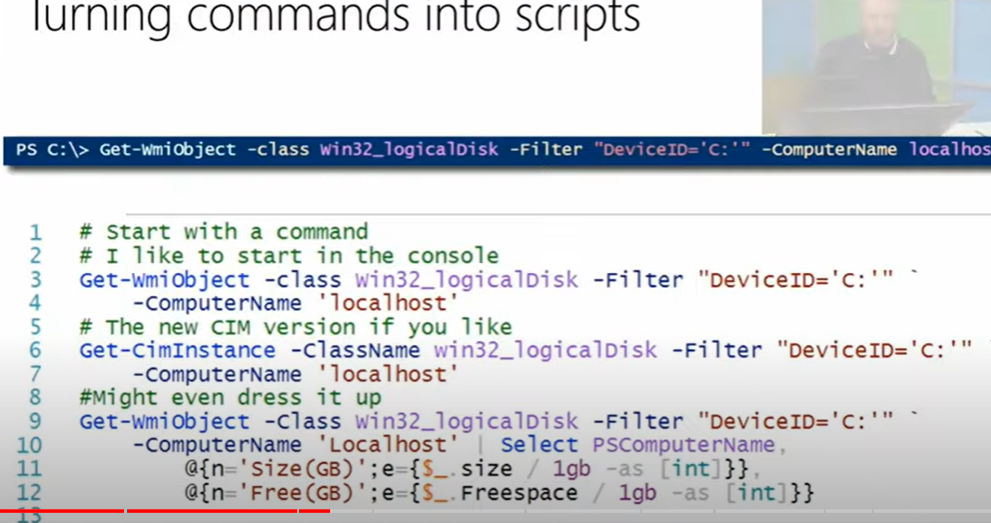 Turning commands into scripts
PS C:\> Get-WmiObject -class Win32_logicalDisk -Filter "DeviceID='C:'" -ComputerName localhos
1 # Start with a command
2 # I like to start in the console
3 Get-WmiObject -class Win32_logicalDisk -Filter "DeviceID='C:'" `
4 -ComputerName 'localhost'
5 # The new CIM version if you like
6 Get-CimInstance -ClassName win32_logicalDisk -Filter "DeviceID='C:'" `
7 -ComputerName 'localhost'
8 #Might even dress it up
9 Get-WmiObject -Class Win32_logicalDisk -Filter "DeviceID='C:'" `
10 -ComputerName 'Localhost' | Select PSComputerName,
11 @{n='Size(GB)';e={$_.size / 1gb -as [int]}},
12 @{n='Free(GB)';e={$_.Freespace / 1gb -as [int]}}
13